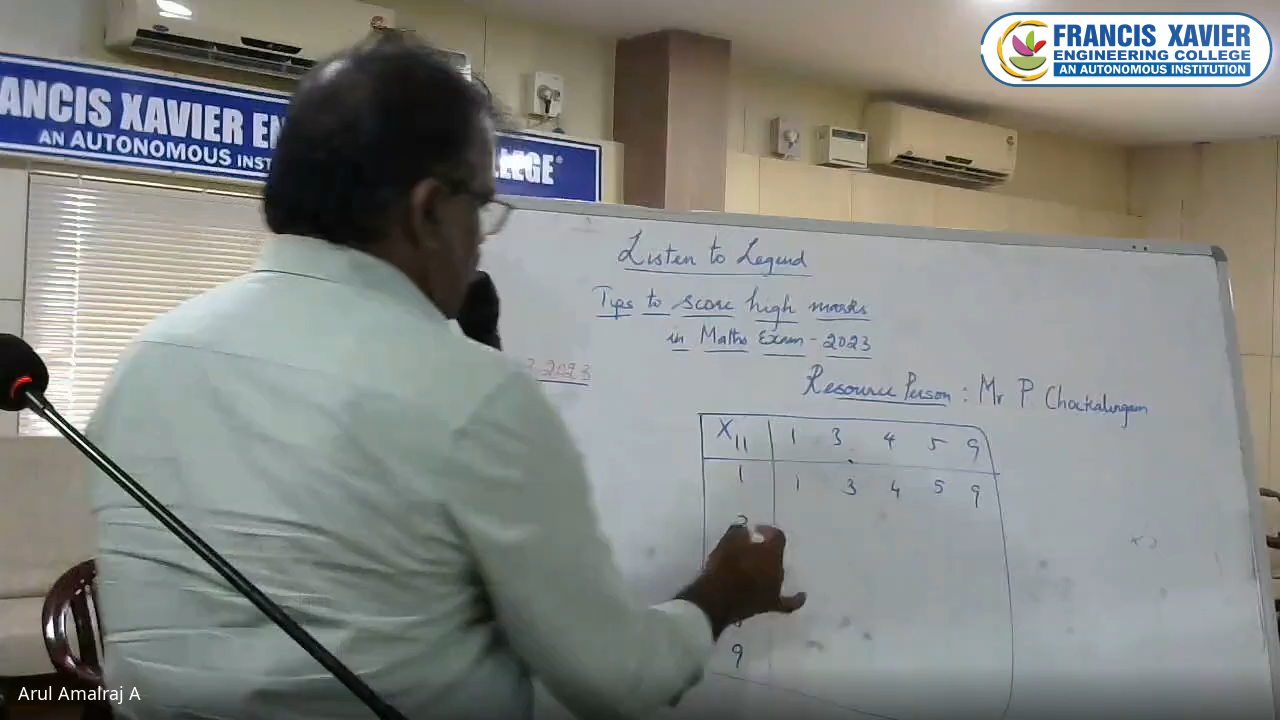 FRANCIS XAVIER
ENGINEERING COLLEGE
AN AUTONOMOUS INSTITUTION
ANCIS XAVIER EN
LLEGE
AN AUTONOMOUS INST
Listen to Legend
Tips to score high marks
in Maths Exam - 2023
2023
Resource Person : Mr P Chockalingam
X11 1 3 4 5 9
1 1 3 4 5 9
3
9
Arul Amalraj A